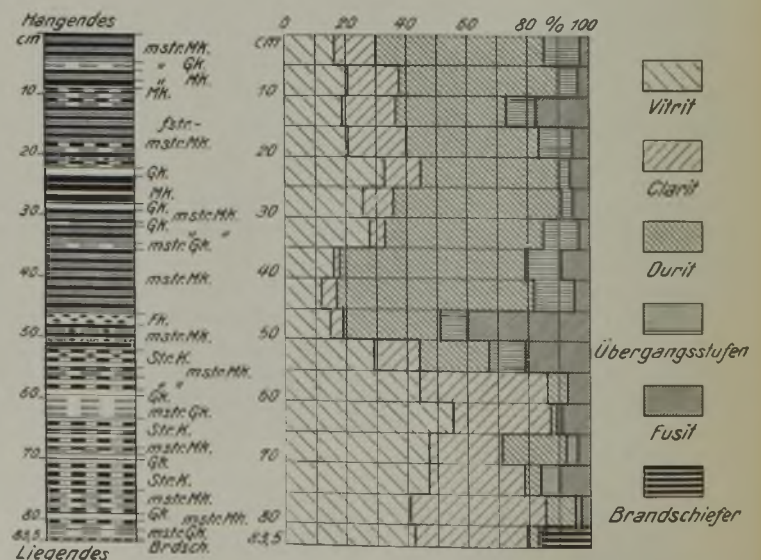 Hangendes
cm
mstr.Mk.
" Gk.
" Mk.
10
Mk.
fstr.-
mstr.Mk.
20
Gk.
Mk.
Gk.
30
mstr.Mk.
Gk.
" "
mstr.Gk.
40
mstr.Mk.
Fk.
50
mstr.Mk.
Str.K.
mstr.Mk.
" "
60
Gk.
mstr.Gk.
Str.K.
mstr.Mk.
70
Gk.
Str.K.
mstr.Mk.
80
Gk.
mstr.Mk.
mstr.Gk.
83,5
Brdsch.
Liegendes
0 20 40 60 80 % 100
cm
10
20
30
40
50
60
70
80
83,5
Vitrit
Clarit
Durit
Übergangsstufen
Fusit
Brandschiefer